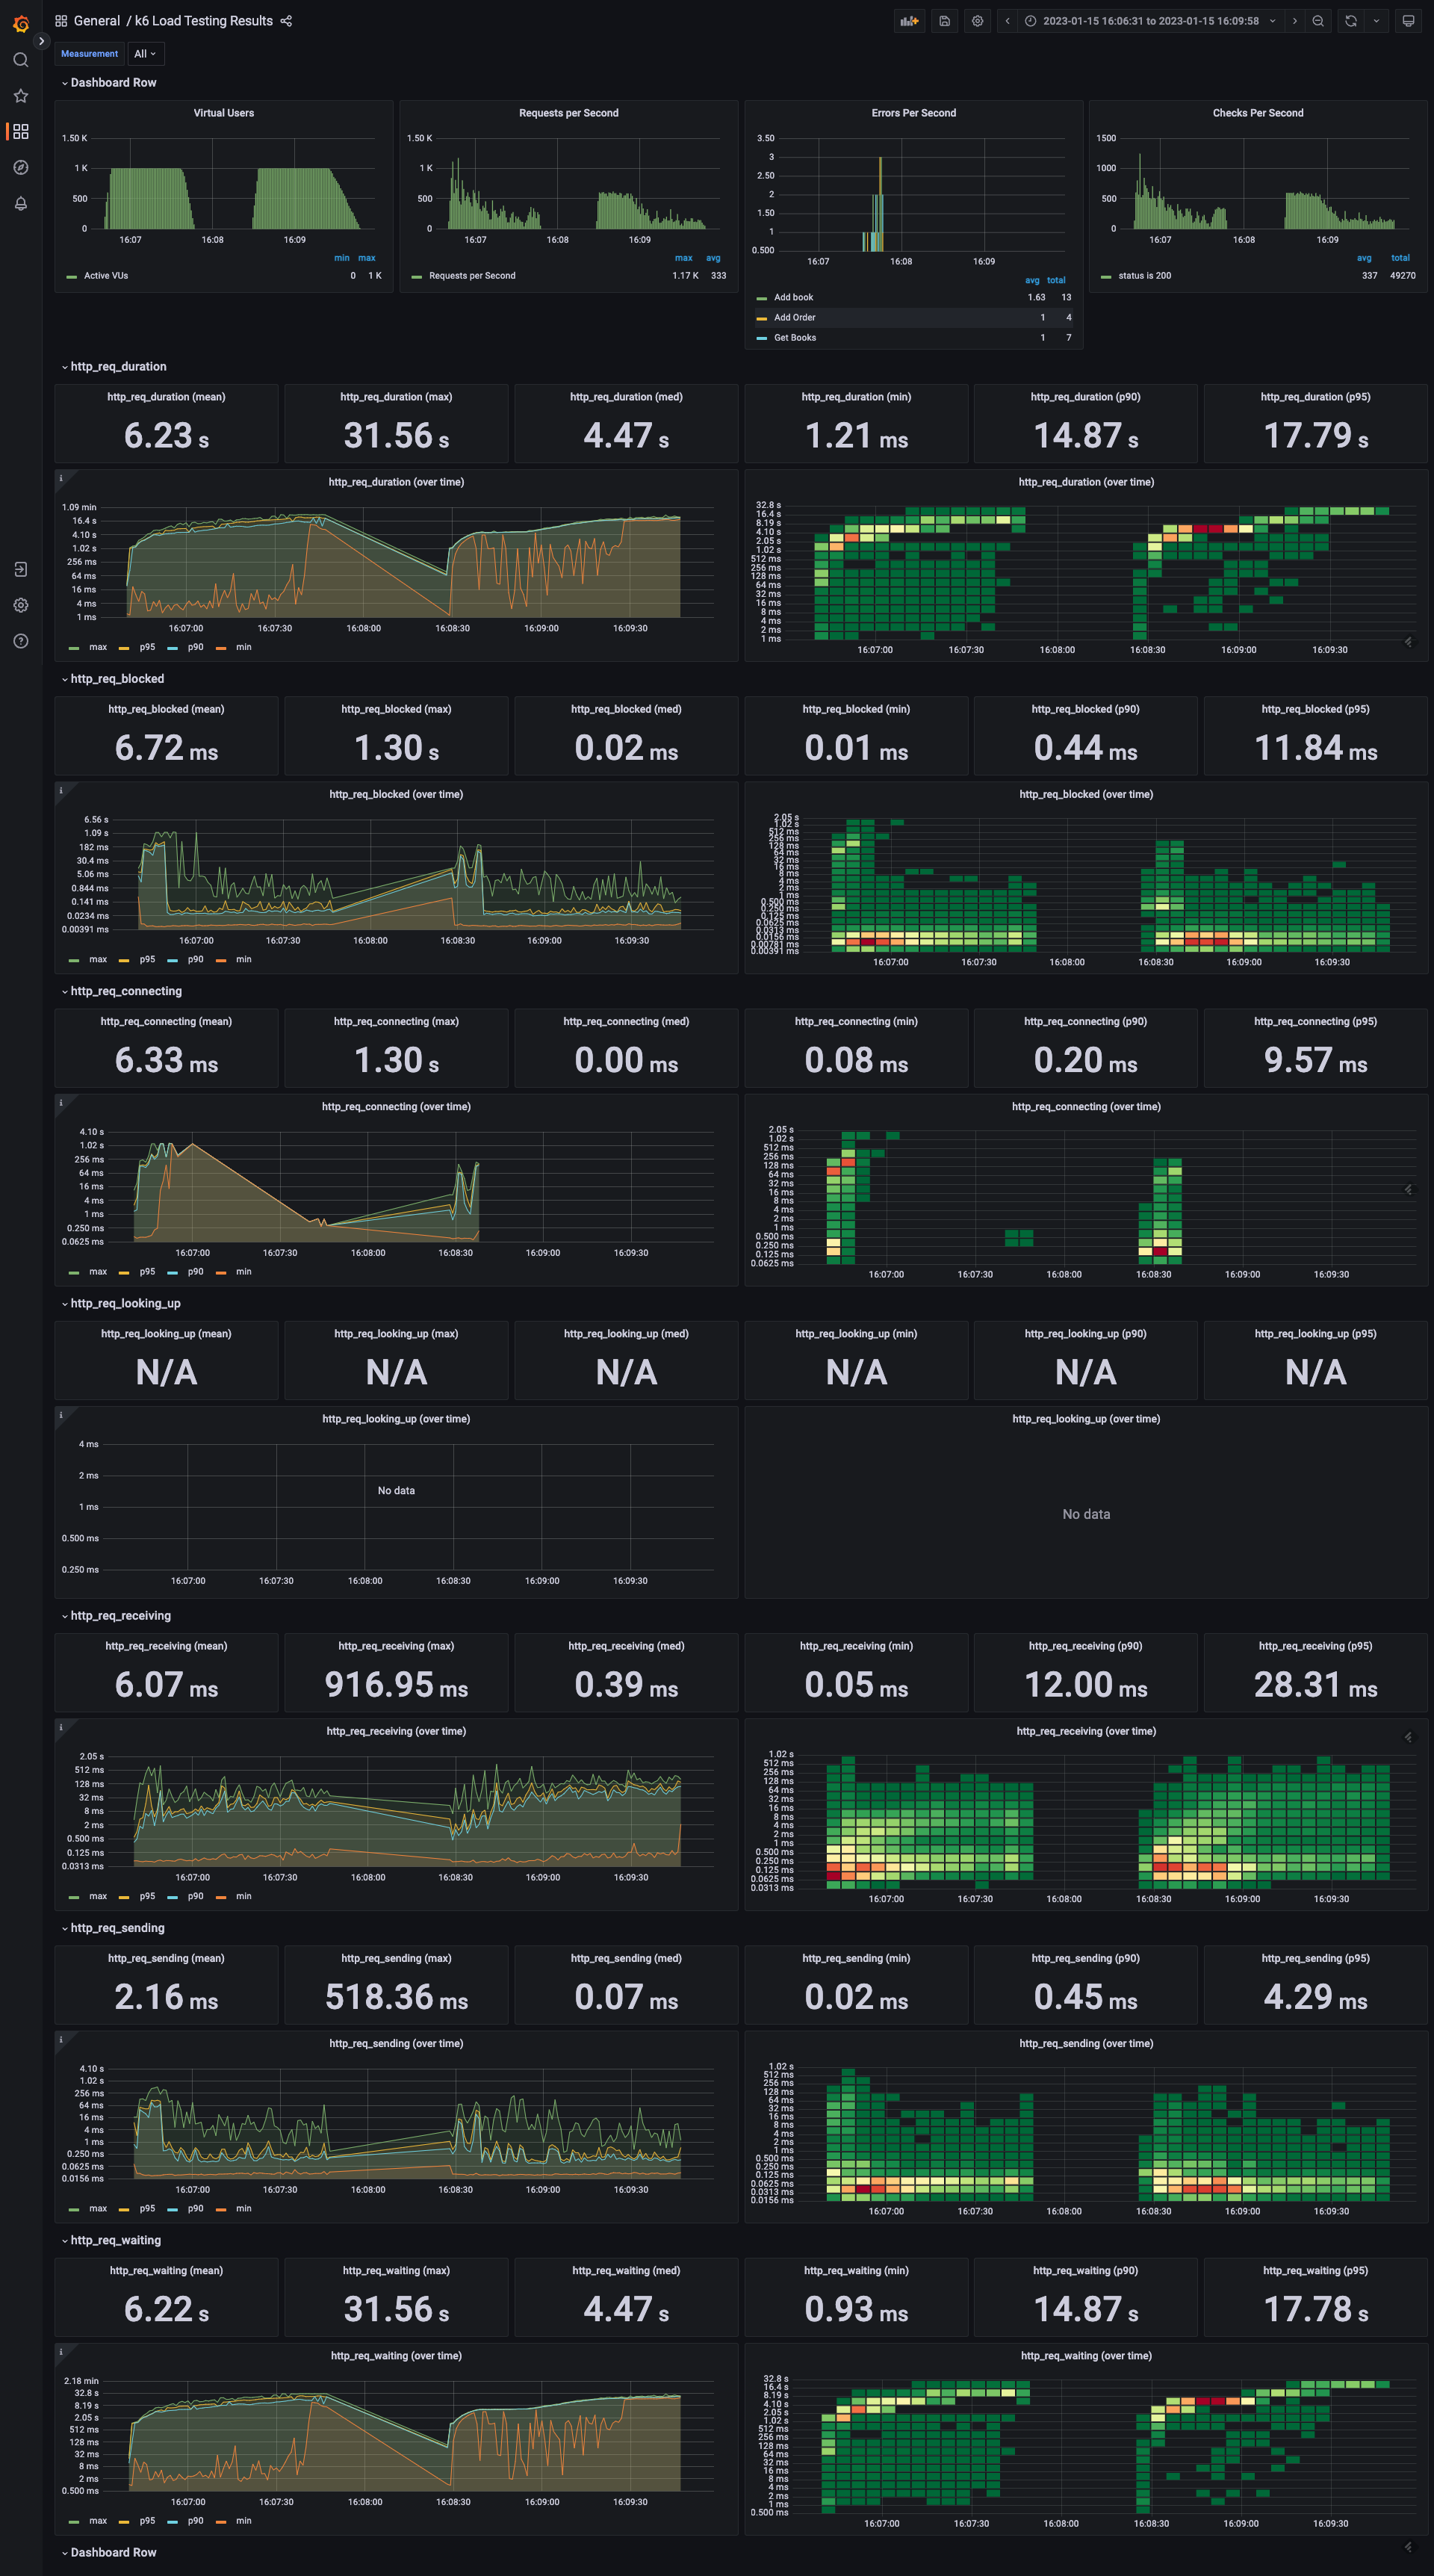 General / k6 Load Testing Results
2023-01-15 16:06:31 to 2023-01-15 16:09:58
Measurement All
Dashboard Row
Virtual Users
1.50 K
1 K
500
0
16:07 16:08 16:09
min max
Active VUs 0 1 K
Requests per Second
1.50 K
1 K
500
0
16:07 16:08 16:09
max avg
Requests per Second 1.17 K 333
Errors Per Second
3.50
3
2.50
2
1.50
1
0.500
16:07 16:08 16:09
avg total
Add book 1.63 13
Add Order 1 4
Get Books 1 7
Checks Per Second
1500
1000
500
0
16:07 16:08 16:09
avg total
status is 200 337 49270
http_req_duration
http_req_duration (mean)
6.23 s
http_req_duration (max)
31.56 s
http_req_duration (med)
4.47 s
http_req_duration (min)
1.21 ms
http_req_duration (p90)
14.87 s
http_req_duration (p95)
17.79 s
http_req_duration (over time)
1.09 min
16.4 s
4.10 s
1.02 s
256 ms
64 ms
16 ms
4 ms
1 ms
16:07:00 16:07:30 16:08:00 16:08:30 16:09:00 16:09:30
max p95 p90 min
http_req_duration (over time)
32.8 s
16.4 s
8.19 s
4.10 s
2.05 s
1.02 s
512 ms
256 ms
128 ms
64 ms
32 ms
16 ms
8 ms
4 ms
2 ms
1 ms
16:07:00 16:07:30 16:08:00 16:08:30 16:09:00 16:09:30
http_req_blocked
http_req_blocked (mean)
6.72 ms
http_req_blocked (max)
1.30 s
http_req_blocked (med)
0.02 ms
http_req_blocked (min)
0.01 ms
http_req_blocked (p90)
0.44 ms
http_req_blocked (p95)
11.84 ms
http_req_blocked (over time)
6.56 s
1.09 s
182 ms
30.4 ms
5.06 ms
0.844 ms
0.141 ms
0.0234 ms
0.00391 ms
16:07:00 16:07:30 16:08:00 16:08:30 16:09:00 16:09:30
max p95 p90 min
http_req_blocked (over time)
2.05 s
1.02 s
512 ms
256 ms
128 ms
64 ms
32 ms
16 ms
8 ms
4 ms
2 ms
1 ms
0.500 ms
0.250 ms
0.125 ms
0.0625 ms
0.0313 ms
0.0156 ms
0.00781 ms
0.00391 ms
16:07:00 16:07:30 16:08:00 16:08:30 16:09:00 16:09:30
http_req_connecting
http_req_connecting (mean)
6.33 ms
http_req_connecting (max)
1.30 s
http_req_connecting (med)
0.00 ms
http_req_connecting (min)
0.08 ms
http_req_connecting (p90)
0.20 ms
http_req_connecting (p95)
9.57 ms
http_req_connecting (over time)
4.10 s
1.02 s
256 ms
64 ms
16 ms
4 ms
1 ms
0.250 ms
0.0625 ms
16:07:00 16:07:30 16:08:00 16:08:30 16:09:00 16:09:30
max p95 p90 min
http_req_connecting (over time)
2.05 s
1.02 s
512 ms
256 ms
128 ms
64 ms
32 ms
16 ms
8 ms
4 ms
2 ms
1 ms
0.500 ms
0.250 ms
0.125 ms
0.0625 ms
16:07:00 16:07:30 16:08:00 16:08:30 16:09:00 16:09:30
http_req_looking_up
http_req_looking_up (mean)
N/A
http_req_looking_up (max)
N/A
http_req_looking_up (med)
N/A
http_req_looking_up (min)
N/A
http_req_looking_up (p90)
N/A
http_req_looking_up (p95)
N/A
http_req_looking_up (over time)
4 ms
2 ms
No data
1 ms
0.500 ms
0.250 ms
16:07:00 16:07:30 16:08:00 16:08:30 16:09:00 16:09:30
http_req_looking_up (over time)
No data
http_req_receiving
http_req_receiving (mean)
6.07 ms
http_req_receiving (max)
916.95 ms
http_req_receiving (med)
0.39 ms
http_req_receiving (min)
0.05 ms
http_req_receiving (p90)
12.00 ms
http_req_receiving (p95)
28.31 ms
http_req_receiving (over time)
2.05 s
512 ms
128 ms
32 ms
8 ms
2 ms
0.500 ms
0.125 ms
0.0313 ms
16:07:00 16:07:30 16:08:00 16:08:30 16:09:00 16:09:30
max p95 p90 min
http_req_receiving (over time)
1.02 s
512 ms
256 ms
128 ms
64 ms
32 ms
16 ms
8 ms
4 ms
2 ms
1 ms
0.500 ms
0.250 ms
0.125 ms
0.0625 ms
0.0313 ms
16:07:00 16:07:30 16:08:00 16:08:30 16:09:00 16:09:30
http_req_sending
http_req_sending (mean)
2.16 ms
http_req_sending (max)
518.36 ms
http_req_sending (med)
0.07 ms
http_req_sending (min)
0.02 ms
http_req_sending (p90)
0.45 ms
http_req_sending (p95)
4.29 ms
http_req_sending (over time)
4.10 s
1.02 s
256 ms
64 ms
16 ms
4 ms
1 ms
0.250 ms
0.0625 ms
0.0156 ms
16:07:00 16:07:30 16:08:00 16:08:30 16:09:00 16:09:30
max p95 p90 min
http_req_sending (over time)
1.02 s
512 ms
256 ms
128 ms
64 ms
32 ms
16 ms
8 ms
4 ms
2 ms
1 ms
0.500 ms
0.250 ms
0.125 ms
0.0625 ms
0.0313 ms
0.0156 ms
16:07:00 16:07:30 16:08:00 16:08:30 16:09:00 16:09:30
http_req_waiting
http_req_waiting (mean)
6.22 s
http_req_waiting (max)
31.56 s
http_req_waiting (med)
4.47 s
http_req_waiting (min)
0.93 ms
http_req_waiting (p90)
14.87 s
http_req_waiting (p95)
17.78 s
http_req_waiting (over time)
2.18 min
32.8 s
8.19 s
2.05 s
512 ms
128 ms
32 ms
8 ms
2 ms
0.500 ms
16:07:00 16:07:30 16:08:00 16:08:30 16:09:00 16:09:30
max p95 p90 min
http_req_waiting (over time)
32.8 s
16.4 s
8.19 s
4.10 s
2.05 s
1.02 s
512 ms
256 ms
128 ms
64 ms
32 ms
16 ms
8 ms
4 ms
2 ms
1 ms
0.500 ms
16:07:00 16:07:30 16:08:00 16:08:30 16:09:00 16:09:30
Dashboard Row